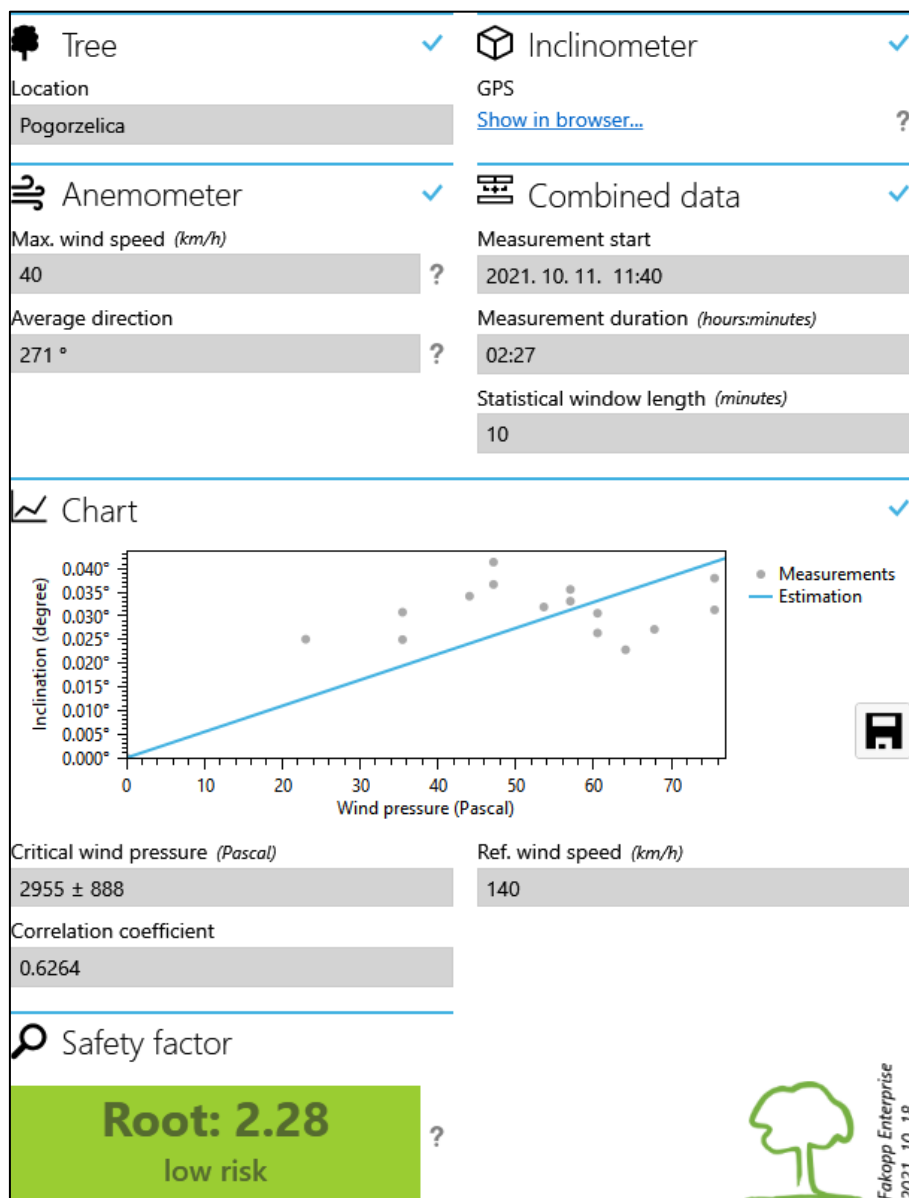 Tree
Location
Pogorzelica
Inclinometer
GPS
Show in browser...
?
Anemometer
Max. wind speed (km/h)
40
?
Average direction
271 °
?
Combined data
Measurement start
2021. 10. 11. 11:40
Measurement duration (hours:minutes)
02:27
Statistical window length (minutes)
10
Chart
Inclination (degree)
0.040°
0.035°
0.030°
0.025°
0.020°
0.015°
0.010°
0.005°
0.000°
0 10 20 30 40 50 60 70
Wind pressure (Pascal)
Measurements
Estimation
Critical wind pressure (Pascal)
2955 ± 888
Ref. wind speed (km/h)
140
Correlation coefficient
0.6264
Safety factor
Root: 2.28
low risk
?
Fakopp Enterprise
2021. 10. 18